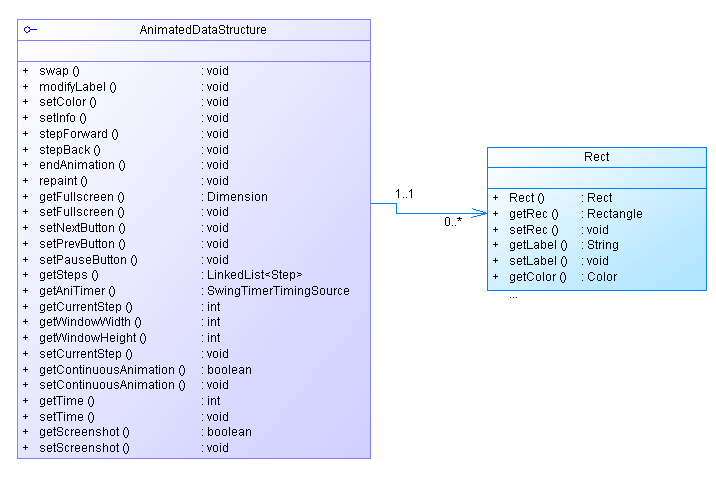 AnimatedDataStructure
+ swap () : void
+ modifyLabel () : void
+ setColor () : void
+ setInfo () : void
+ stepForward () : void
+ stepBack () : void
+ endAnimation () : void
+ repaint () : void
+ getFullscreen () : Dimension
+ setFullscreen () : void
+ setNextButton () : void
+ setPrevButton () : void
+ setPauseButton () : void
+ getSteps () : LinkedList<Step>
+ getAniTimer () : SwingTimerTimingSource
+ getCurrentStep () : int
+ getWindowWidth () : int
+ getWindowHeight () : int
+ setCurrentStep () : void
+ getContinuousAnimation () : boolean
+ setContinuousAnimation () : void
+ getTime () : int
+ setTime () : void
+ getScreenshot () : boolean
+ setScreenshot () : void
1..1
0..*
Rect
+ Rect () : Rect
+ getRec () : Rectangle
+ setRec () : void
+ getLabel () : String
+ setLabel () : void
+ getColor () : Color
...